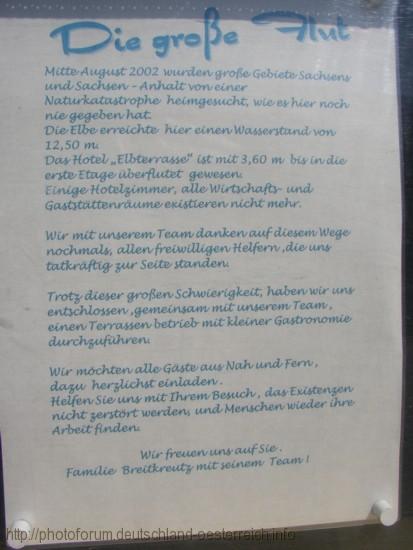 Die große Flut
Mitte August 2002 wurden große Gebiete Sachsens
und Sachsen - Anhalt von einer
Naturkatastrophe heimgesucht, wie es hier noch
nie gegeben hat.
Die Elbe erreichte hier einen Wasserstand von
12,50 m.
Das Hotel „Elbterrasse" ist mit 3,60 m bis in die
erste Etage überflutet gewesen.
Einige Hotelzimmer, alle Wirtschafts- und
Gaststättenräume existieren nicht mehr.
Wir mit unserem Team danken auf diesem Wege
nochmals, allen freiwilligen Helfern ,die uns
tatkräftig zur Seite standen.
Trotz dieser großen Schwierigkeit, haben wir uns
entschlossen ,gemeinsam mit unserem Team ,
einen Terrassen betrieb mit kleiner Gastronomie
durchzuführen.
Wir möchten alle Gäste aus Nah und Fern ,
dazu herzlichst einladen .
Helfen Sie uns mit Ihrem Besuch , das Existenzen
nicht zerstört werden, und Menschen wieder ihre
Arbeit finden.
Wir freuen uns auf Sie .
Familie Breitkreutz mit seinem Team !
http://photoforum.deutschland-oesterreich.info